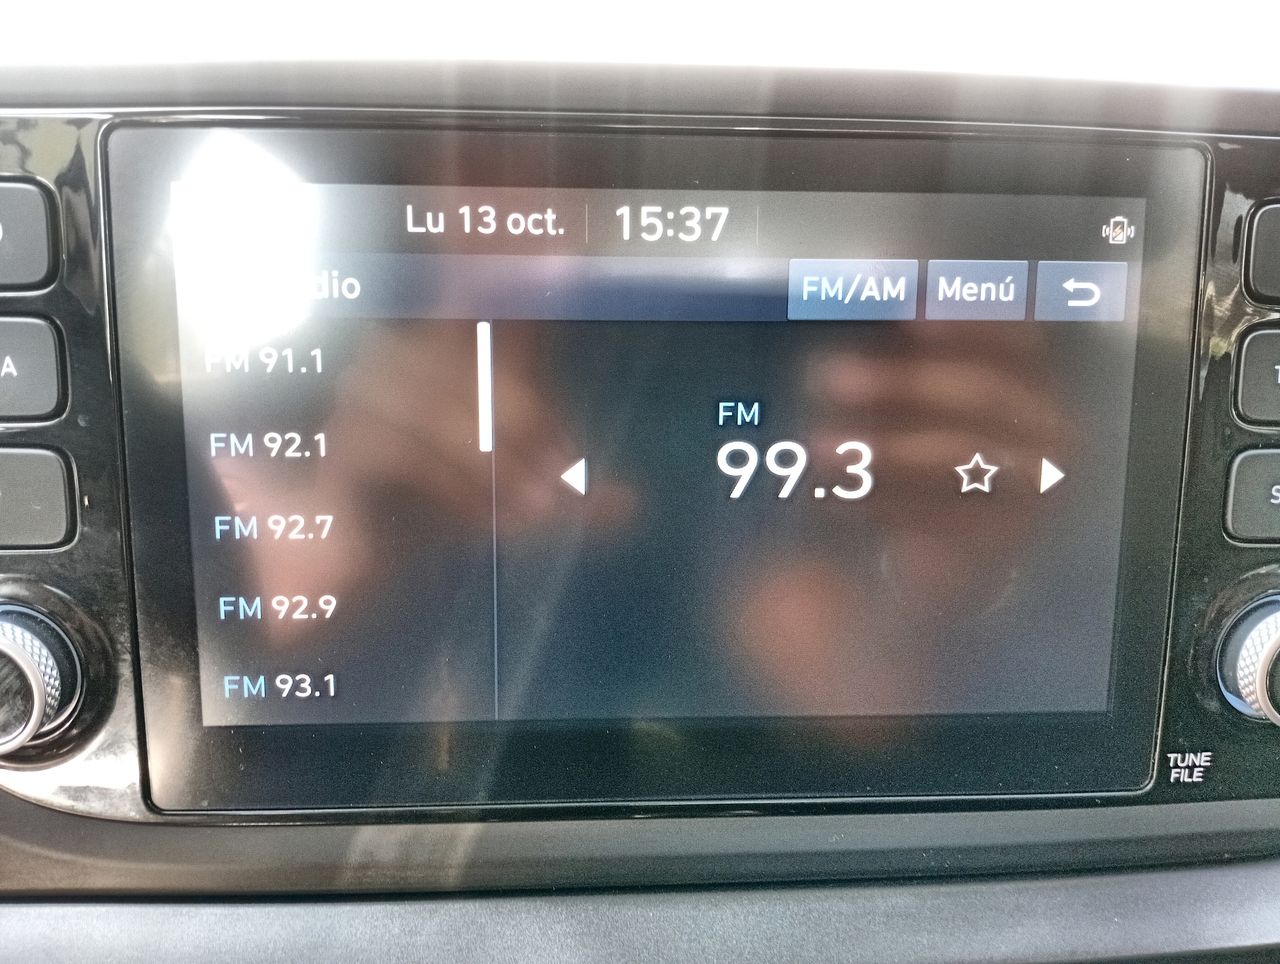 Lu 13 oct. 15:37
FM/AM Menú
FM 91.1
FM 92.1
FM 92.7
FM 92.9
FM 93.1
FM
99.3
A
TUNE
FILE